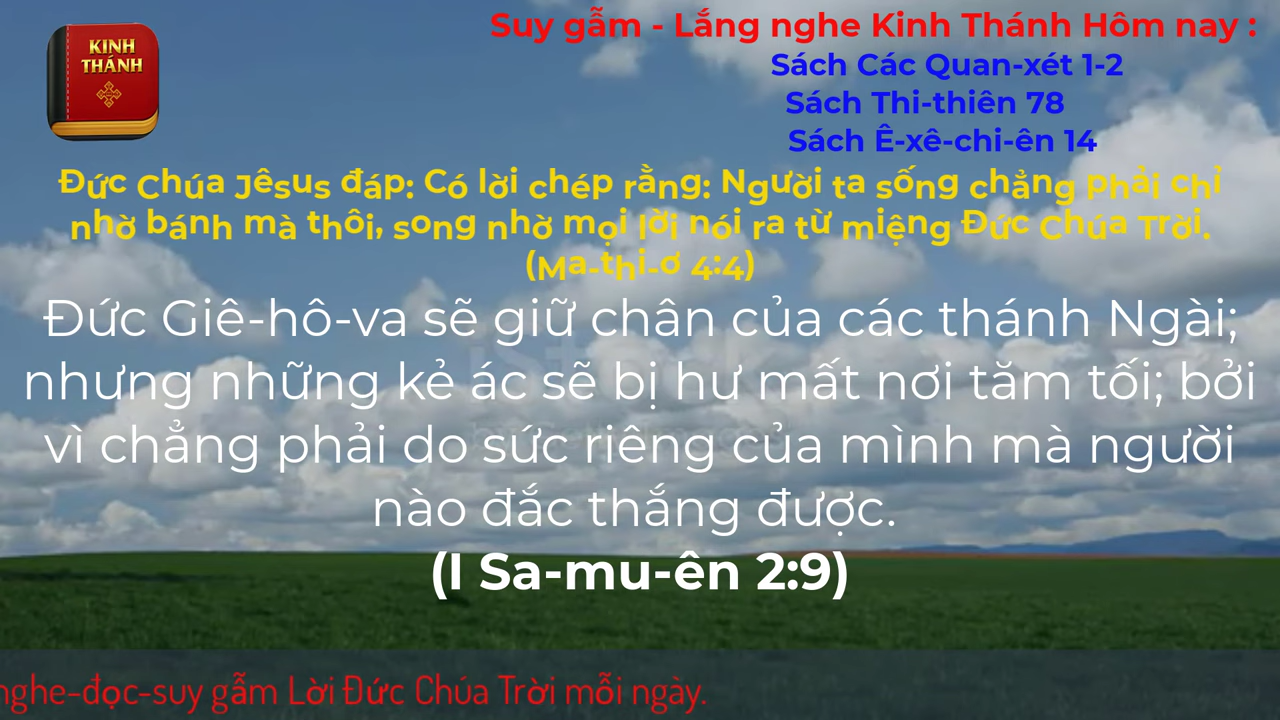 KINH
THÁNH
Suy gẫm - Lắng nghe Kinh Thánh Hôm nay :
Sách Các Quan-xét 1-2
Sách Thi-thiên 78
Sách Ê-xê-chi-ên 14
Đức Chúa Jêsus đáp: Có lời chép rằng: Người ta sống chẳng phải chỉ
nhờ bánh mà thôi, song nhờ mọi lời nói ra từ miệng Đức Chúa Trời.
(Ma-thi-ơ 4:4)
Đức Giê-hô-va sẽ giữ chân của các thánh Ngài;
nhưng những kẻ ác sẽ bị hư mất nơi tăm tối; bởi
vì chẳng phải do sức riêng của mình mà người
nào đắc thắng được.
(I Sa-mu-ên 2:9)
nghe-đọc-suy gẫm Lời Đức Chúa Trời mỗi ngày.